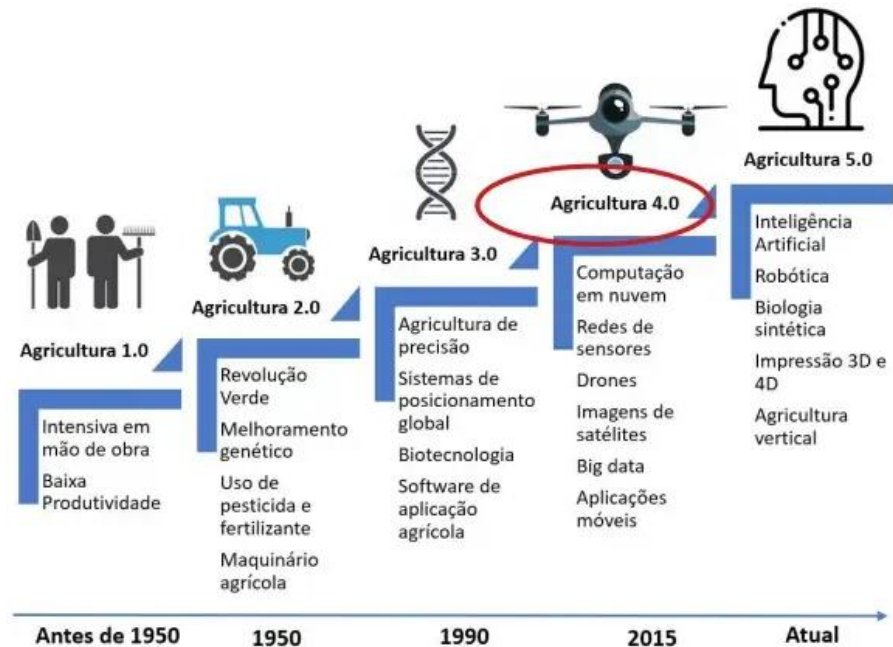 Agricultura 1.0
Intensiva em
mão de obra
Baixa
Produtividade
Agricultura 2.0
Revolução
Verde
Melhoramento
genético
Uso de
pesticida e
fertilizante
Maquinário
agrícola
Agricultura 3.0
Agricultura de
precisão
Sistemas de
posicionamento
global
Biotecnologia
Software de
aplicação
agrícola
Agricultura 4.0
Computação
em nuvem
Redes de
sensores
Drones
Imagens de
satélites
Big data
Aplicações
móveis
Agricultura 5.0
Inteligência
Artificial
Robótica
Biologia
sintética
Impressão 3D e
4D
Agricultura
vertical
Antes de 1950
1950
1990
2015
Atual